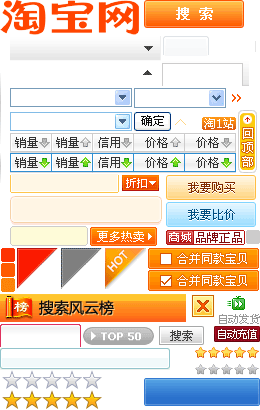 淘宝网
搜 索
确定
淘1站
回顶部
销量 销量 信用 价格 价格
销量 销量 信用 价格 价格
折扣
我要购买
我要比价
更多热卖
商城 品牌正品
HOT
合并同款宝贝
合并同款宝贝
榜 搜索风云榜
自动发货
TOP 50
搜索
自动充值